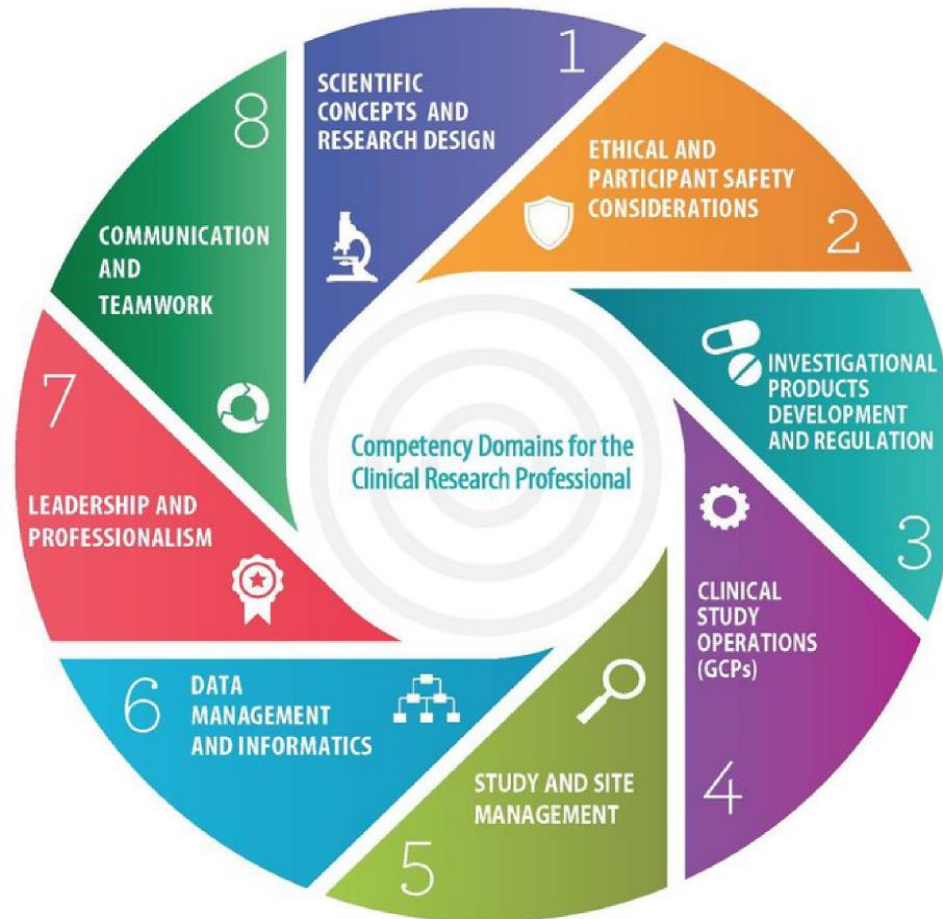 1
SCIENTIFIC
CONCEPTS AND
RESEARCH DESIGN
ETHICAL AND
PARTICIPANT SAFETY
CONSIDERATIONS
2
INVESTIGATIONAL
PRODUCTS
DEVELOPMENT
AND REGULATION
3
CLINICAL
STUDY
OPERATIONS
(GCPs)
4
STUDY AND SITE
MANAGEMENT
5
6
DATA
MANAGEMENT
AND INFORMATICS
7
LEADERSHIP AND
PROFESSIONALISM
8
COMMUNICATION
AND
TEAMWORK
Competency Domains for the
Clinical Research Professional